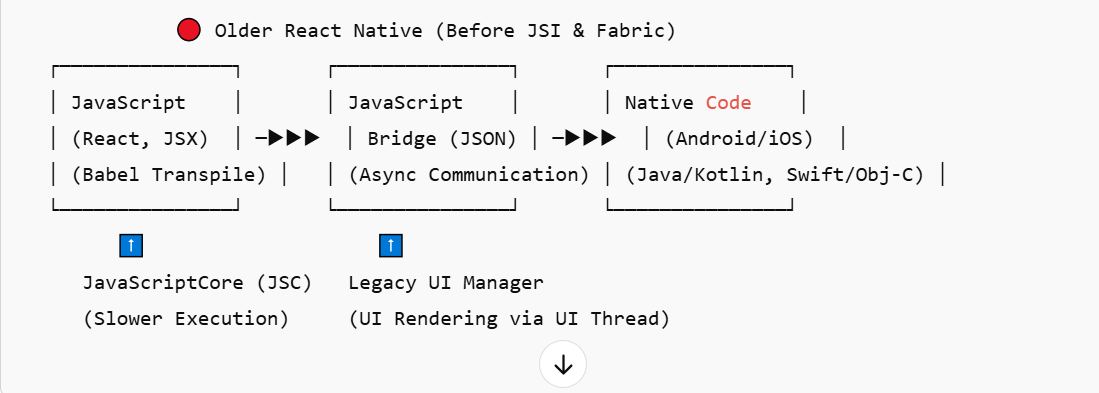 🔴 Older React Native (Before JSI & Fabric)
┌───────────────┐       ┌───────────────┐       ┌───────────────┐
│ JavaScript    │       │ JavaScript    │       │ Native Code    │
│ (React, JSX)  │ ─▶▶▶  │ Bridge (JSON) │ ─▶▶▶  │ (Android/iOS)  │
│ (Babel Transpile) │   │ (Async Communication) │ (Java/Kotlin, Swift/Obj-C) │
└───────────────┘       └───────────────┘       └───────────────┘
⬆️ ⬆️
JavaScriptCore (JSC)   Legacy UI Manager
(Slower Execution)     (UI Rendering via UI Thread)